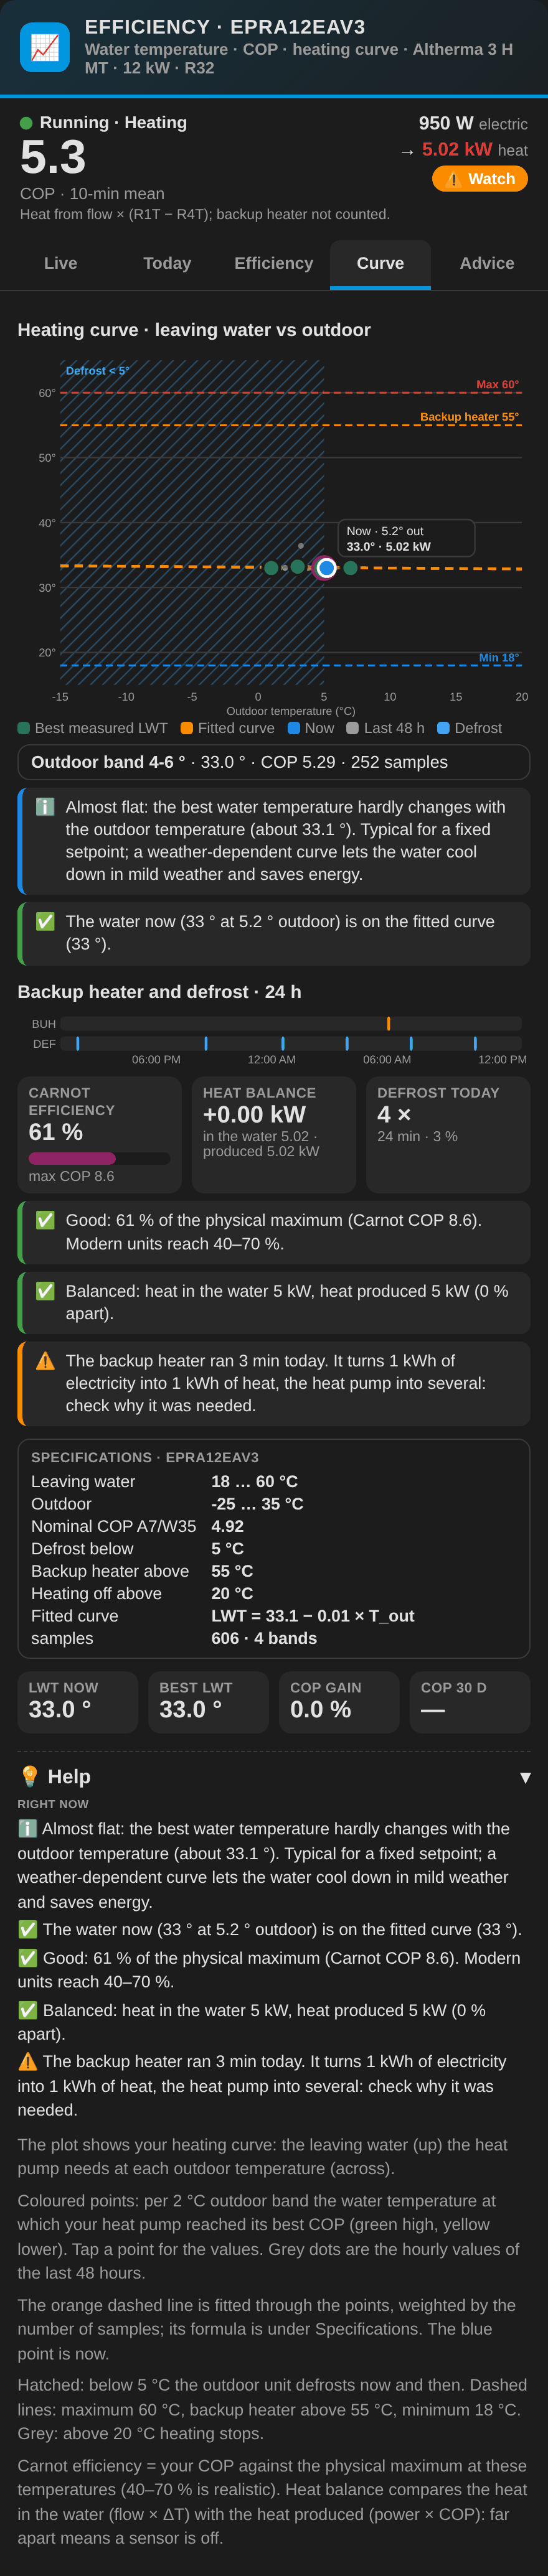 EFFICIENCY · EPRA12EAV3
Water temperature · COP · heating curve · Altherma 3 H
MT · 12 kW · R32
Running · Heating
950 W electric
5.3
→ 5.02 kW heat
⚠️ Watch
COP · 10-min mean
Heat from flow × (R1T − R4T); backup heater not counted.
Live
Today
Efficiency
Curve
Advice
Heating curve · leaving water vs outdoor
Defrost < 5°
Max 60°
60°
Backup heater 55°
50°
40°
Now · 5.2° out
33.0° · 5.02 kW
30°
20°
Min 18°
-15 -10 -5 0 5 10 15 20
Outdoor temperature (°C)
Best measured LWT Fitted curve Now Last 48 h Defrost
Outdoor band 4-6 ° · 33.0 ° · COP 5.29 · 252 samples
ℹ️ Almost flat: the best water temperature hardly changes with
the outdoor temperature (about 33.1 °). Typical for a fixed
setpoint; a weather-dependent curve lets the water cool
down in mild weather and saves energy.
✅ The water now (33 ° at 5.2 ° outdoor) is on the fitted curve
(33 °).
Backup heater and defrost · 24 h
BUH
DEF
06:00 PM 12:00 AM 06:00 AM 12:00 PM
CARNOT
EFFICIENCY
61 %
max COP 8.6
HEAT BALANCE
+0.00 kW
in the water 5.02 ·
produced 5.02 kW
DEFROST TODAY
4 ×
24 min · 3 %
✅ Good: 61 % of the physical maximum (Carnot COP 8.6).
Modern units reach 40–70 %.
✅ Balanced: heat in the water 5 kW, heat produced 5 kW (0 %
apart).
⚠️ The backup heater ran 3 min today. It turns 1 kWh of
electricity into 1 kWh of heat, the heat pump into several:
check why it was needed.
SPECIFICATIONS · EPRA12EAV3
Leaving water 18 … 60 °C
Outdoor -25 … 35 °C
Nominal COP A7/W35 4.92
Defrost below 5 °C
Backup heater above 55 °C
Heating off above 20 °C
Fitted curve LWT = 33.1 − 0.01 × T_out
samples 606 · 4 bands
LWT NOW
33.0 °
BEST LWT
33.0 °
COP GAIN
0.0 %
COP 30 D
—
💡 Help ▾
RIGHT NOW
ℹ️ Almost flat: the best water temperature hardly changes with the
outdoor temperature (about 33.1 °). Typical for a fixed setpoint; a
weather-dependent curve lets the water cool down in mild weather
and saves energy.
✅ The water now (33 ° at 5.2 ° outdoor) is on the fitted curve (33 °).
✅ Good: 61 % of the physical maximum (Carnot COP 8.6). Modern
units reach 40–70 %.
✅ Balanced: heat in the water 5 kW, heat produced 5 kW (0 %
apart).
⚠️ The backup heater ran 3 min today. It turns 1 kWh of electricity
into 1 kWh of heat, the heat pump into several: check why it was
needed.
The plot shows your heating curve: the leaving water (up) the heat
pump needs at each outdoor temperature (across).
Coloured points: per 2 °C outdoor band the water temperature at
which your heat pump reached its best COP (green high, yellow
lower). Tap a point for the values. Grey dots are the hourly values of
the last 48 hours.
The orange dashed line is fitted through the points, weighted by the
number of samples; its formula is under Specifications. The blue
point is now.
Hatched: below 5 °C the outdoor unit defrosts now and then. Dashed
lines: maximum 60 °C, backup heater above 55 °C, minimum 18 °C.
Grey: above 20 °C heating stops.
Carnot efficiency = your COP against the physical maximum at these
temperatures (40–70 % is realistic). Heat balance compares the heat
in the water (flow × ΔT) with the heat produced (power × COP): far
apart means a sensor is off.